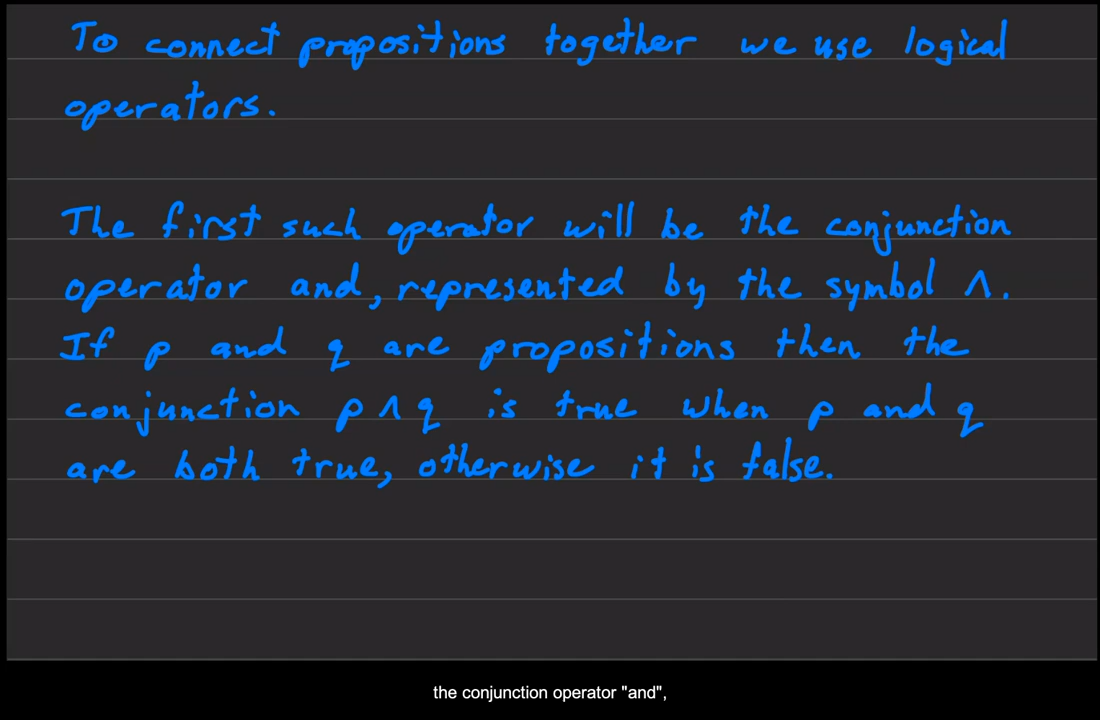 To connect propositions together we use logical
operators.
The first such operator will be the conjunction
operator and, represented by the symbol ∧.
If p and q are propositions then the
conjunction p ∧ q is true when p and q
are both true, otherwise it is false.
the conjunction operator "and",